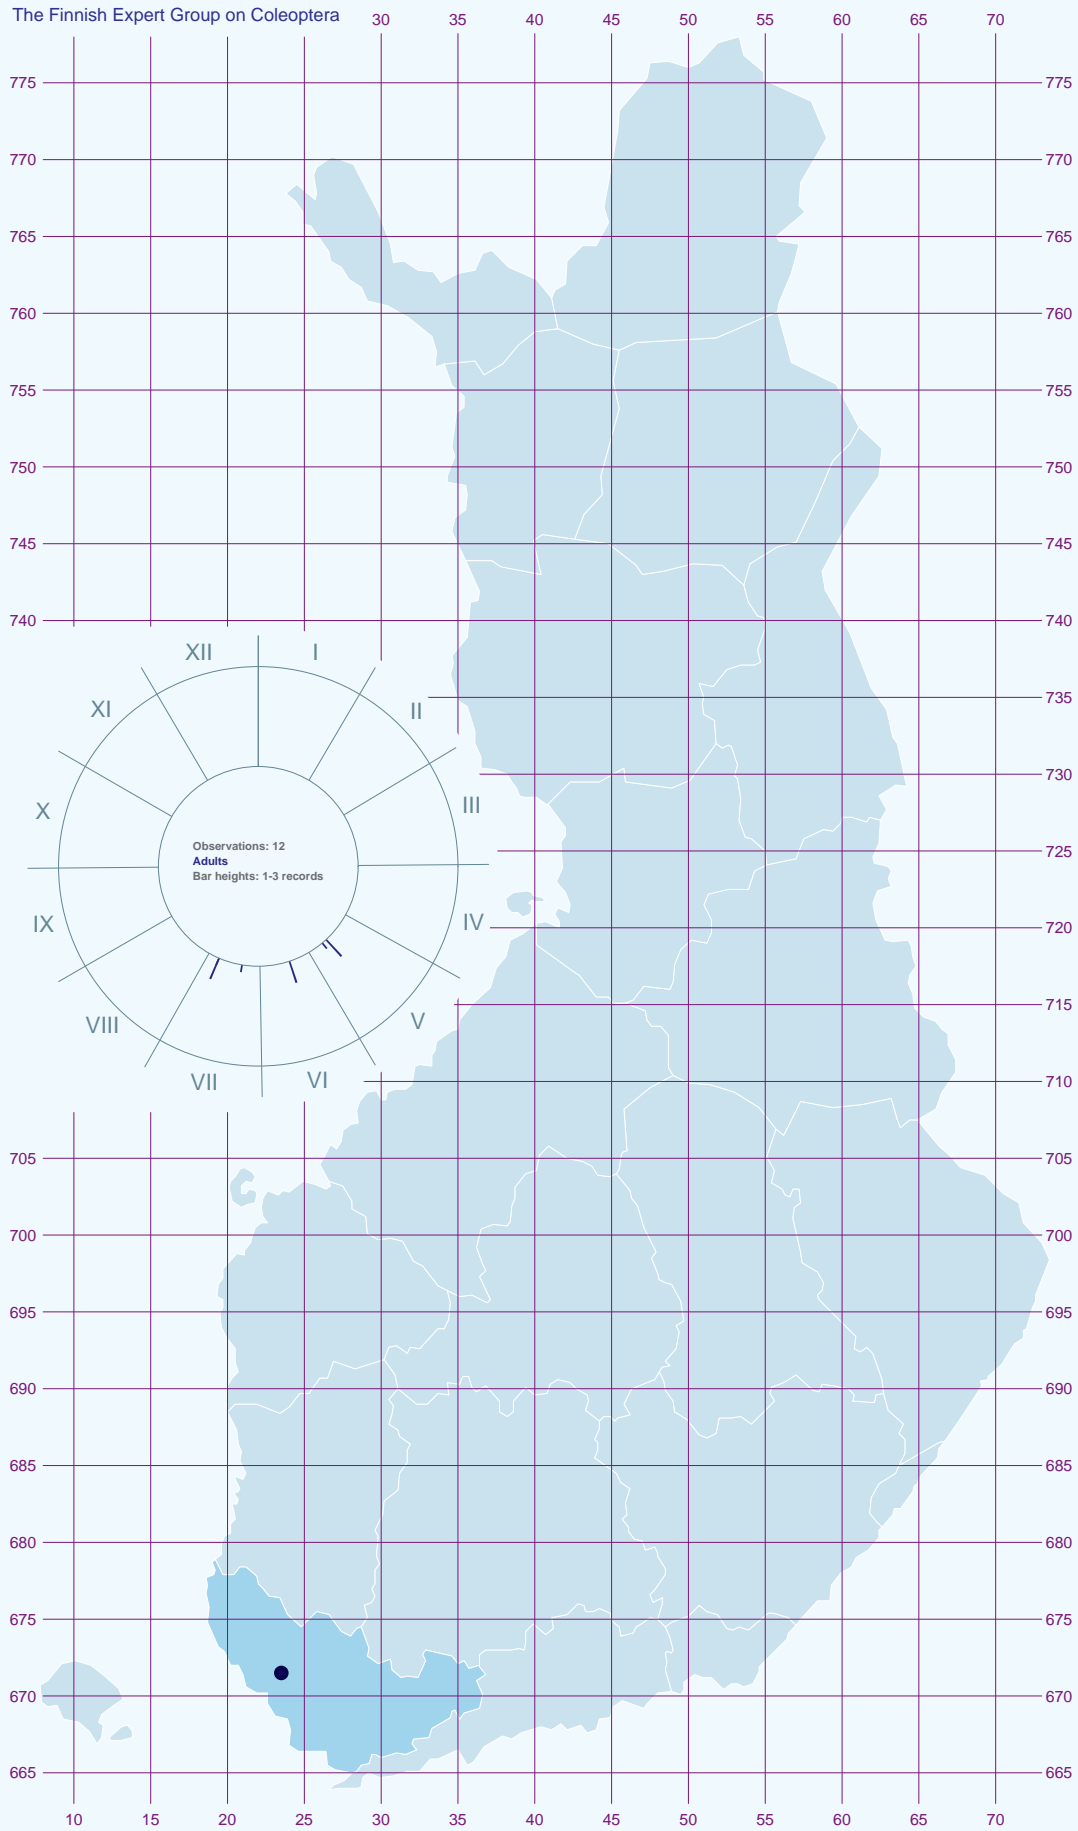 The Finnish Expert Group on Coleoptera 30 35 40 45 50 55 60 65 70
775 775
770 770
765 765
760 760
755 755
750 750
745 745
740 740
XII I
XI II
735
730
X III
725
Observations: 12
Adults
Bar heights: 1-3 records
IX IV
720
VIII V
715
VII VI
710
705 705
700 700
695 695
690 690
685 685
680 680
675 675
670 670
665 665
10 15 20 25 30 35 40 45 50 55 60 65 70